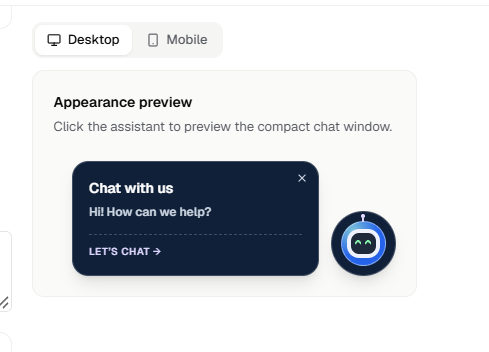 Desktop
Mobile
Appearance preview
Click the assistant to preview the compact chat window.
Chat with us
Hi! How can we help?
LET'S CHAT →